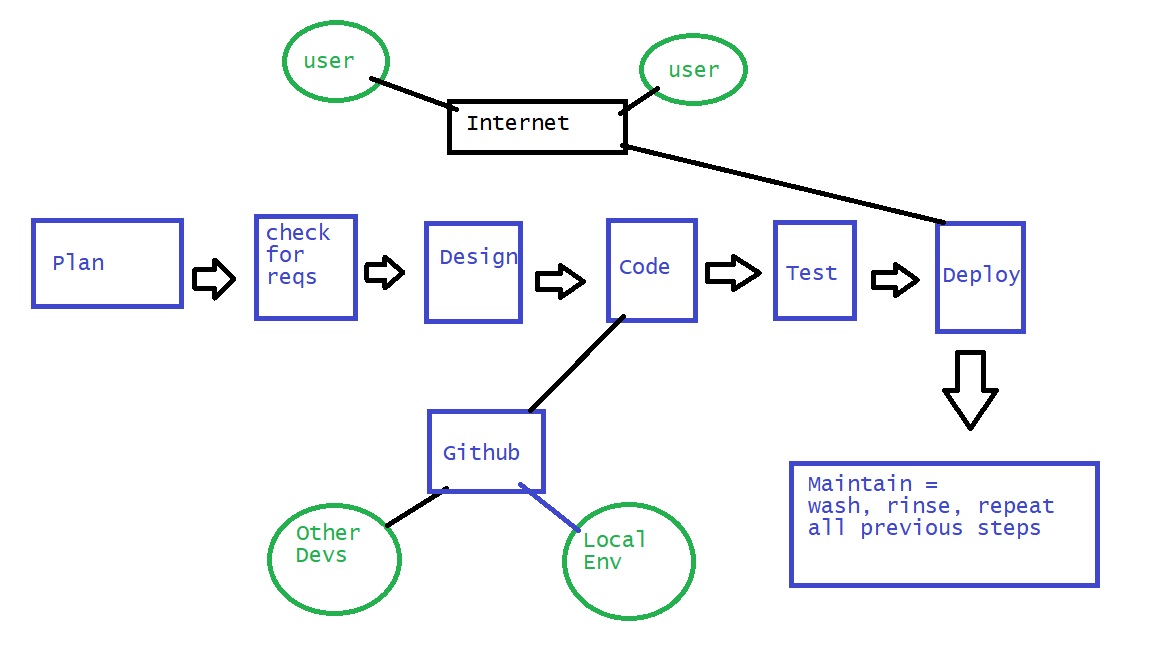 user
user
Internet
Plan
check
for
reqs
Design
Code
Test
Deploy
Github
Other
Devs
Local
Env
Maintain =
wash, rinse, repeat
all previous steps